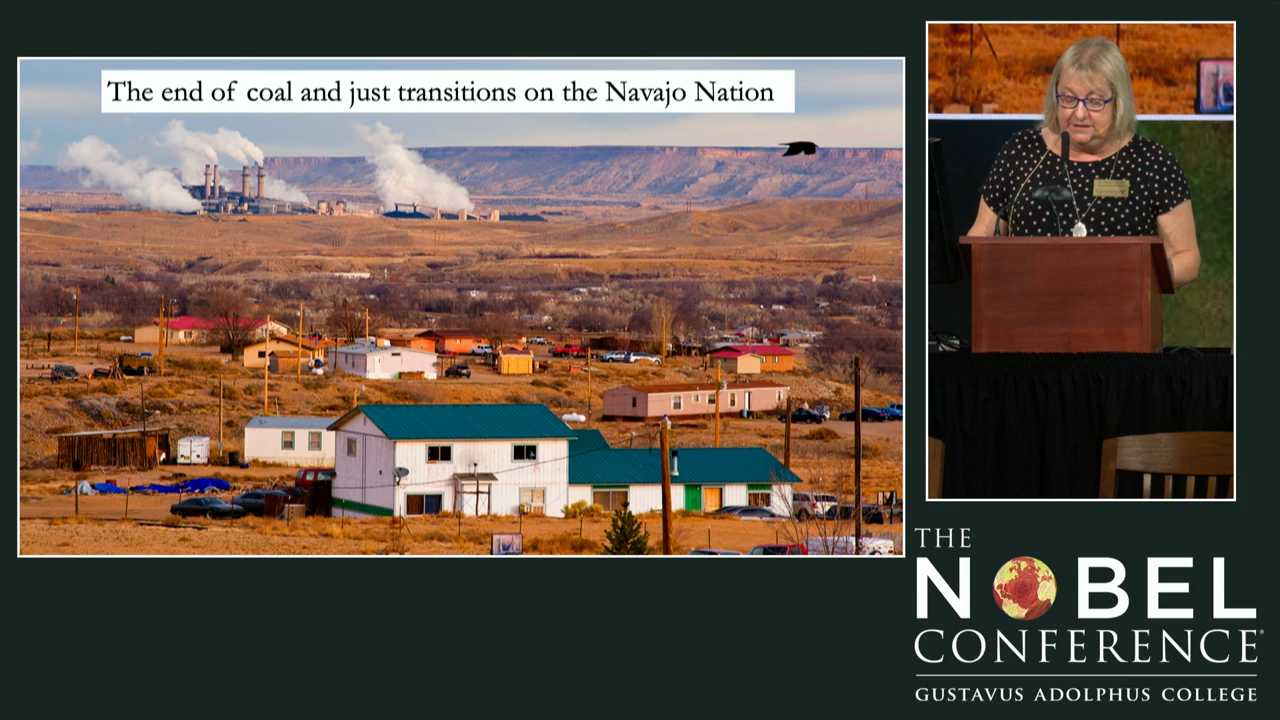 The end of coal and just transitions on the Navajo Nation
THE
NOBEL
CONFERENCE®
GUSTAVUS ADOLPHUS COLLEGE